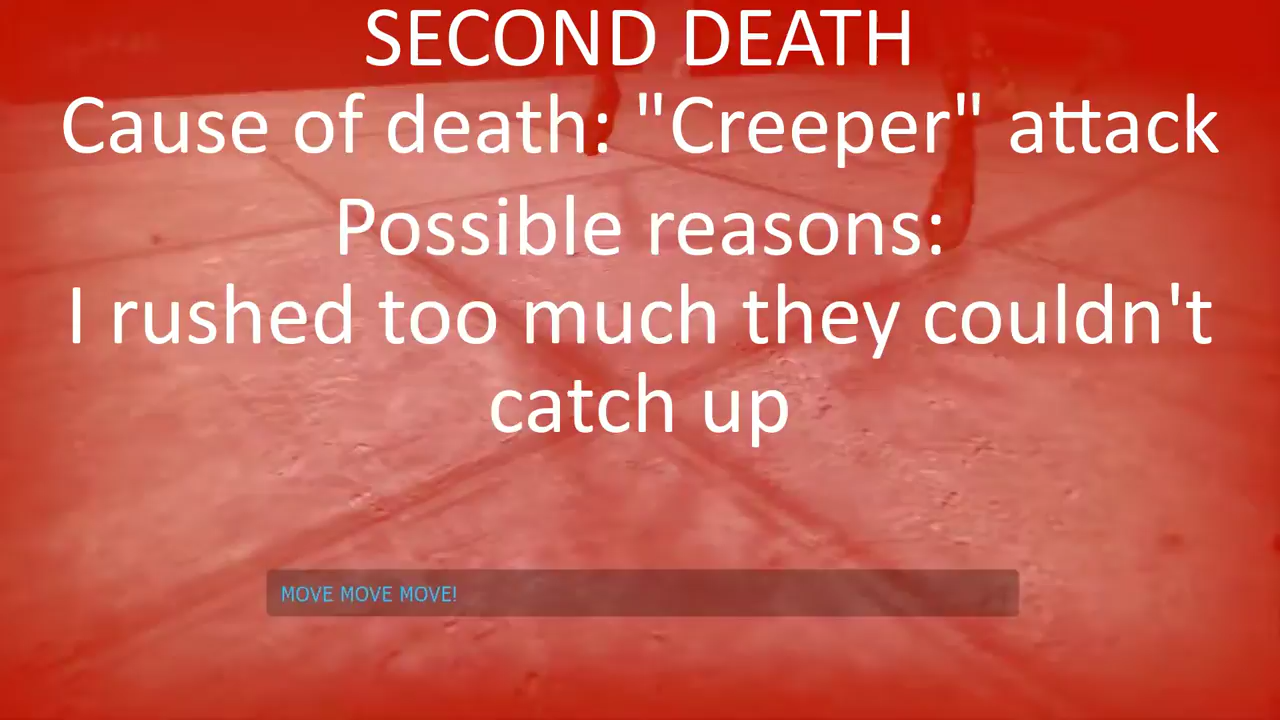 SECOND DEATH
Cause of death: "Creeper" attack
Possible reasons:
I rushed too much they couldn't
catch up
MOVE MOVE MOVE!